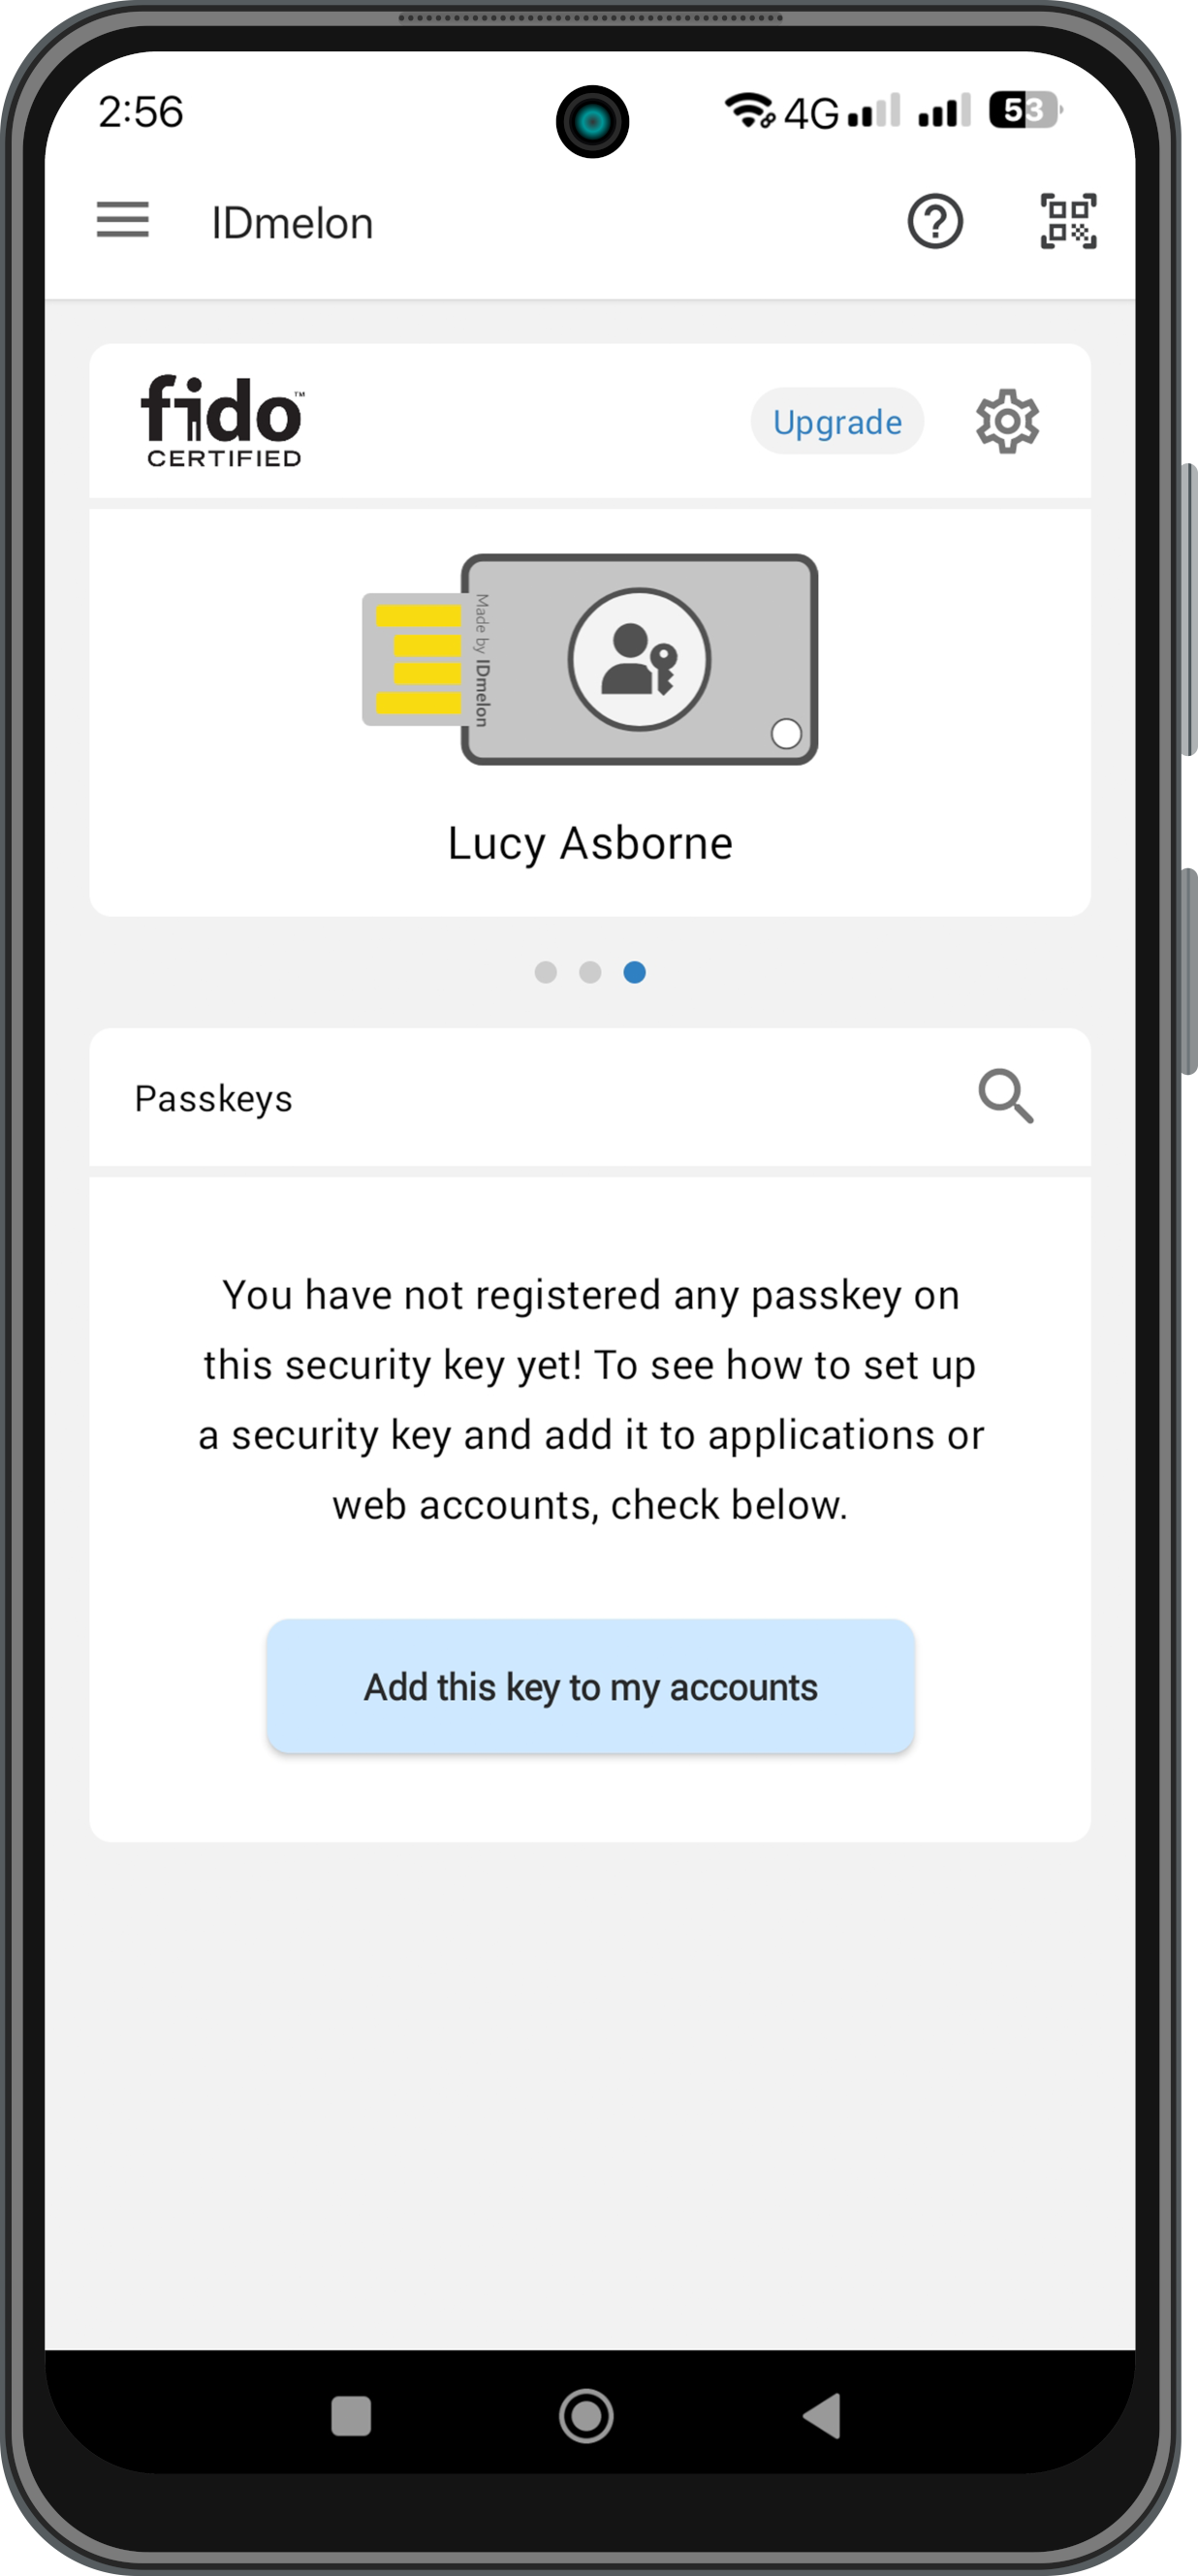 2:56
4G
53
IDmelon
fido™
CERTIFIED
Upgrade
Made by IDmelon
Lucy Asborne
Passkeys
You have not registered any passkey on
this security key yet! To see how to set up
a security key and add it to applications or
web accounts, check below.
Add this key to my accounts